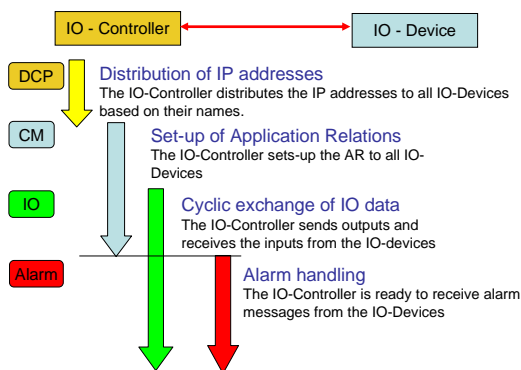 IO - Controller
IO - Device
DCP
Distribution of IP addresses
The IO-Controller distributes the IP addresses to all IO-Devices
based on their names.
CM
Set-up of Application Relations
The IO-Controller sets-up the AR to all IO-
Devices
IO
Cyclic exchange of IO data
The IO-Controller sends outputs and
receives the inputs from the IO-devices
Alarm
Alarm handling
The IO-Controller is ready to receive alarm
messages from the IO-Devices